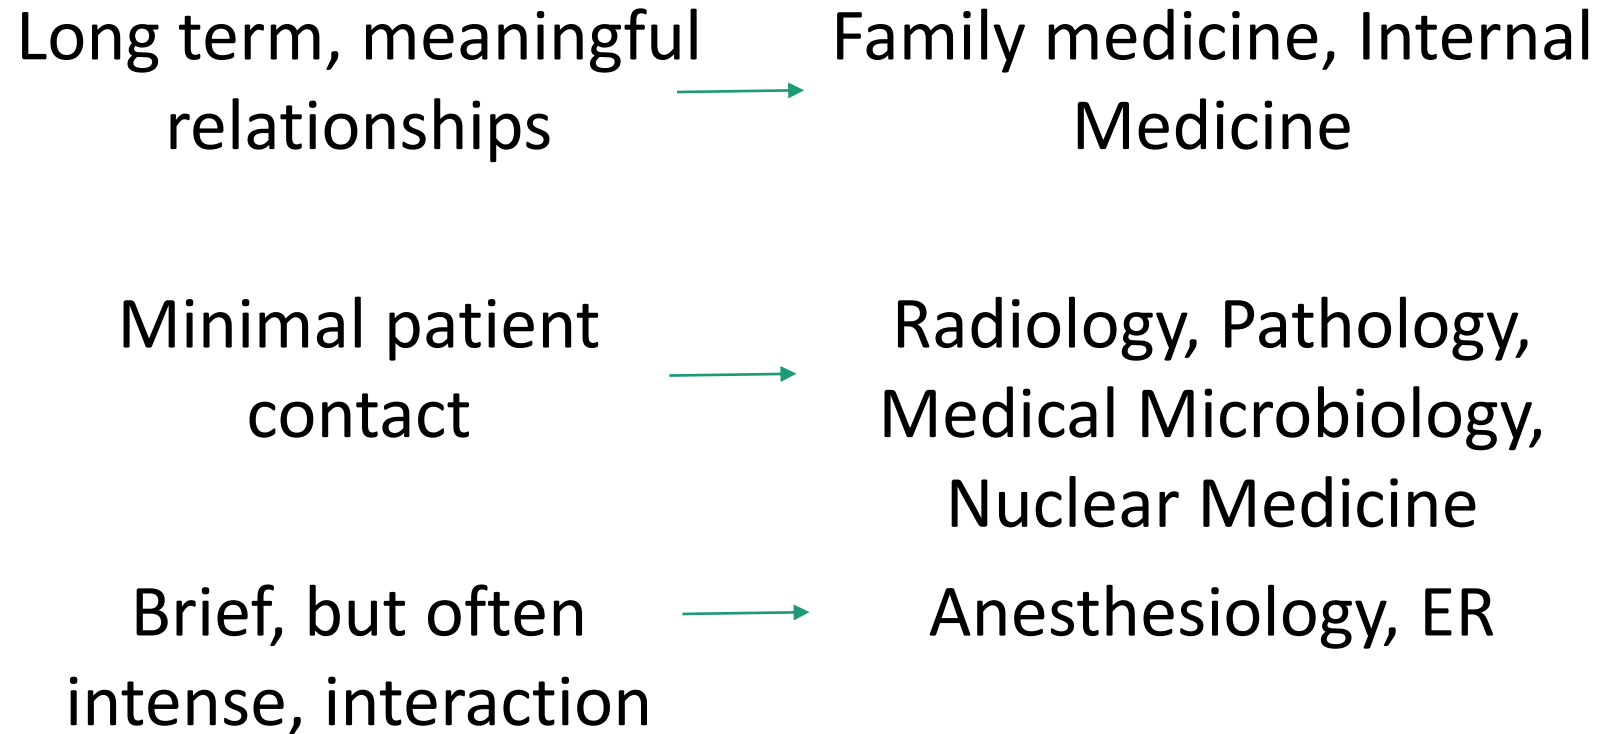 Long term, meaningful
relationships
Family medicine, Internal
Medicine
Minimal patient
contact
Radiology, Pathology,
Medical Microbiology,
Nuclear Medicine
Brief, but often
intense, interaction
Anesthesiology, ER